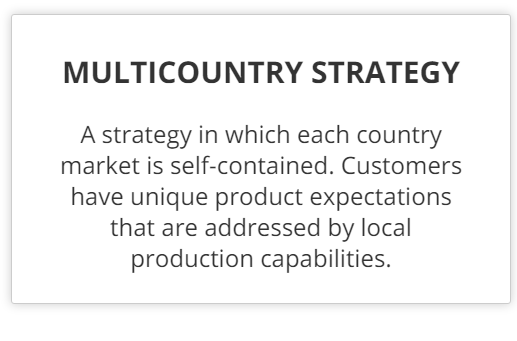 MULTICOUNTRY STRATEGY
A strategy in which each country
market is self-contained. Customers
have unique product expectations
that are addressed by local
production capabilities.